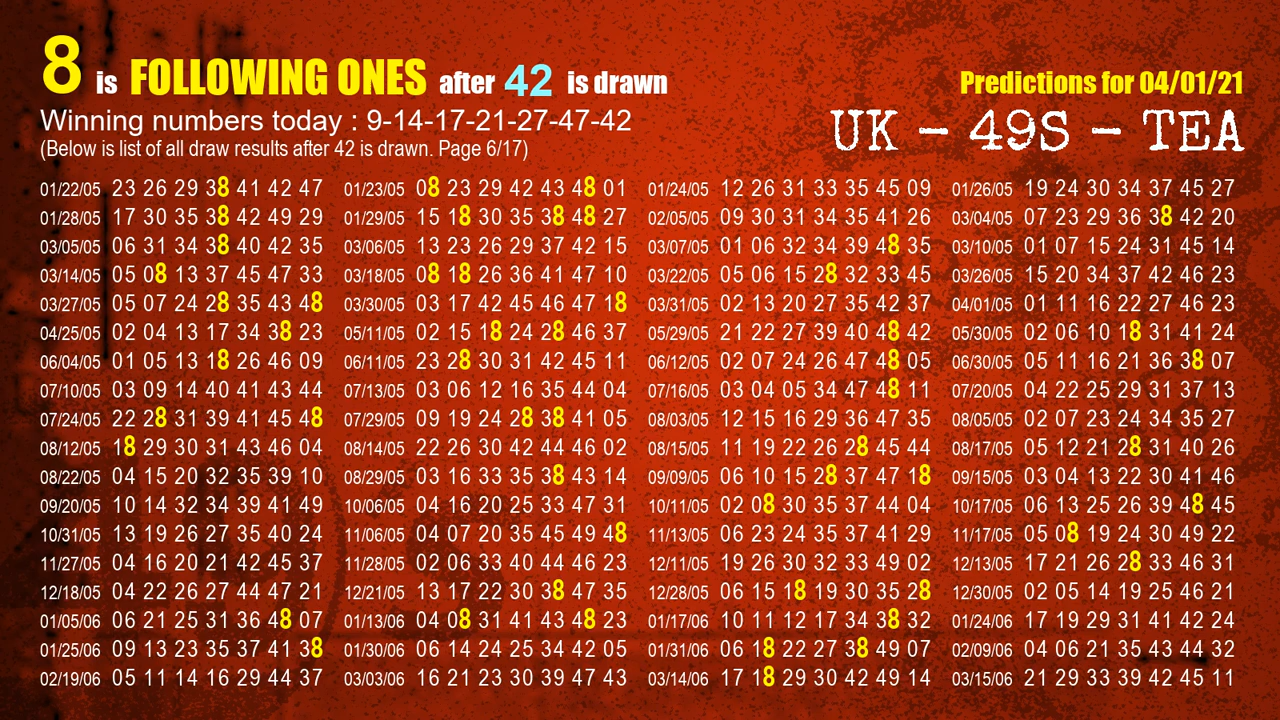 8 is FOLLOWING ONES after 42 is drawn
Predictions for 04/01/21
Winning numbers today : 9-14-17-21-27-47-42
UK - 49S - TEA
(Below is list of all draw results after 42 is drawn. Page 6/17)
01/22/05 23 26 29 38 41 42 47 01/23/05 08 23 29 42 43 48 01 01/24/05 12 26 31 33 35 45 09 01/26/05 19 24 30 34 37 45 27
01/28/05 17 30 35 38 42 49 29 01/29/05 15 18 30 35 38 48 27 02/05/05 09 30 31 34 35 41 26 03/04/05 07 23 29 36 38 42 20
03/05/05 06 31 34 38 40 42 35 03/06/05 13 23 26 29 37 42 15 03/07/05 01 06 32 34 39 48 35 03/10/05 01 07 15 24 31 45 14
03/14/05 05 08 13 37 45 47 33 03/18/05 08 18 26 36 41 47 10 03/22/05 05 06 15 28 32 33 45 03/26/05 15 20 34 37 42 46 23
03/27/05 05 07 24 28 35 43 48 03/30/05 03 17 42 45 46 47 18 03/31/05 02 13 20 27 35 42 37 04/01/05 01 11 16 22 27 46 23
04/25/05 02 04 13 17 34 38 23 05/11/05 02 15 18 24 28 46 37 05/29/05 21 22 27 39 40 48 42 05/30/05 02 06 10 18 31 41 24
06/04/05 01 05 13 18 26 46 09 06/11/05 23 28 30 31 42 45 11 06/12/05 02 07 24 26 47 48 05 06/30/05 05 11 16 21 36 38 07
07/10/05 03 09 14 40 41 43 44 07/13/05 03 06 12 16 35 44 04 07/16/05 03 04 05 34 47 48 11 07/20/05 04 22 25 29 31 37 13
07/24/05 22 28 31 39 41 45 48 07/29/05 09 19 24 28 38 41 05 08/03/05 12 15 16 29 36 47 35 08/05/05 02 07 23 24 34 35 27
08/12/05 18 29 30 31 43 46 04 08/14/05 22 26 30 42 44 46 02 08/15/05 11 19 22 26 28 45 44 08/17/05 05 12 21 28 31 40 26
08/22/05 04 15 20 32 35 39 10 08/29/05 03 16 33 35 38 43 14 09/09/05 06 10 15 28 37 47 18 09/15/05 03 04 13 22 30 41 46
09/20/05 10 14 32 34 39 41 49 10/06/05 04 16 20 25 33 47 31 10/11/05 02 08 30 35 37 44 04 10/17/05 06 13 25 26 39 48 45
10/31/05 13 19 26 27 35 40 24 11/06/05 04 07 20 35 45 49 48 11/13/05 06 23 24 35 37 41 29 11/17/05 05 08 19 24 30 49 22
11/27/05 04 16 20 21 42 45 37 11/28/05 02 06 33 40 44 46 23 12/11/05 19 26 30 32 33 49 02 12/13/05 17 21 26 28 33 46 31
12/18/05 04 22 26 27 44 47 21 12/21/05 13 17 22 30 38 47 35 12/28/05 06 15 18 19 30 35 28 12/30/05 02 05 14 19 25 46 21
01/05/06 06 21 25 31 36 48 07 01/13/06 04 08 31 41 43 48 23 01/17/06 10 11 12 17 34 38 32 01/24/06 17 19 29 31 41 42 24
01/25/06 09 13 23 35 37 41 38 01/30/06 06 14 24 25 34 42 05 01/31/06 06 18 22 27 38 49 07 02/09/06 04 06 21 35 43 44 32
02/19/06 05 11 14 16 29 44 37 03/03/06 16 21 23 30 39 47 43 03/14/06 17 18 29 30 42 49 14 03/15/06 21 29 33 39 42 45 11